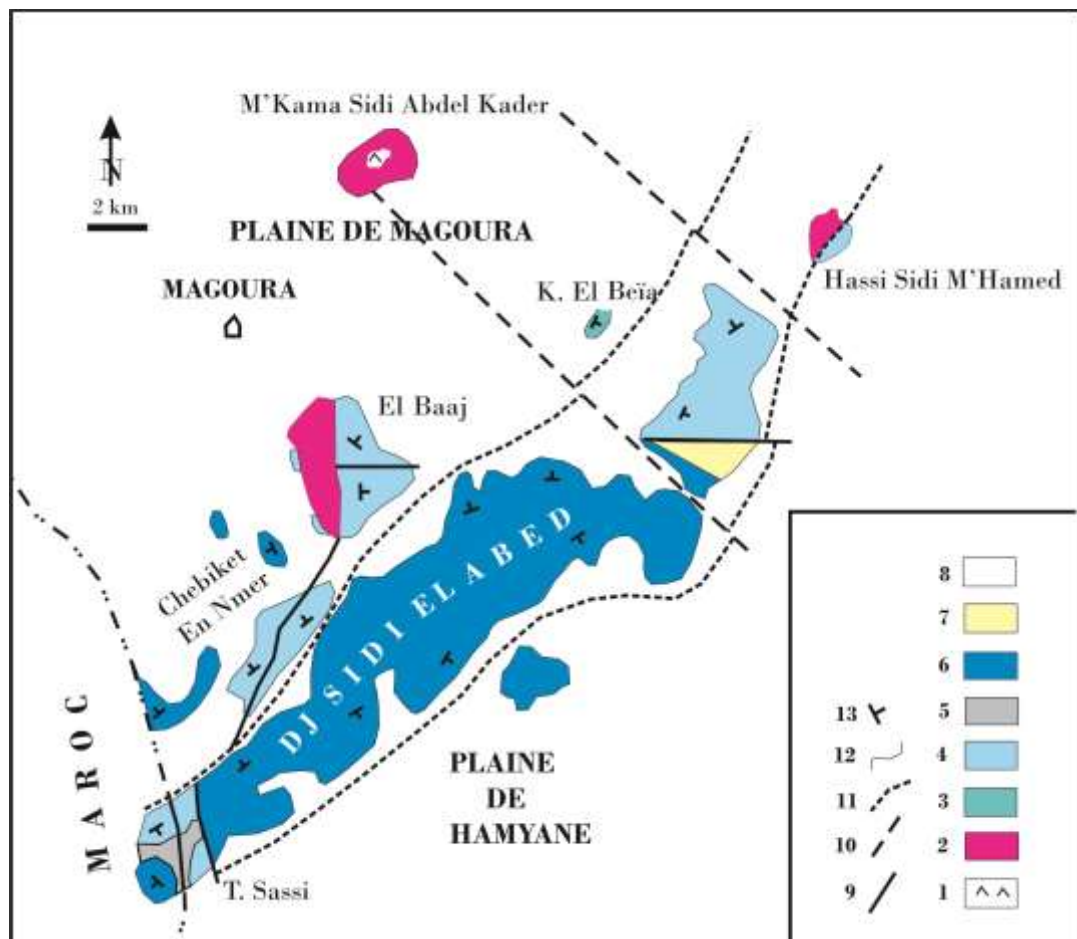 M'Kama Sidi Abdel Kader
N
2 km
PLAINE DE MAGOURA
MAGOURA
K. El Beïa
Hassi Sidi M'Hamed
El Baaj
Chebiket
En Nmer
DJ SIDI EL ABED
MAROC
PLAINE
DE
HAMYANE
T. Sassi
8
7
6
13
5
12
4
11
3
10
2
9
1